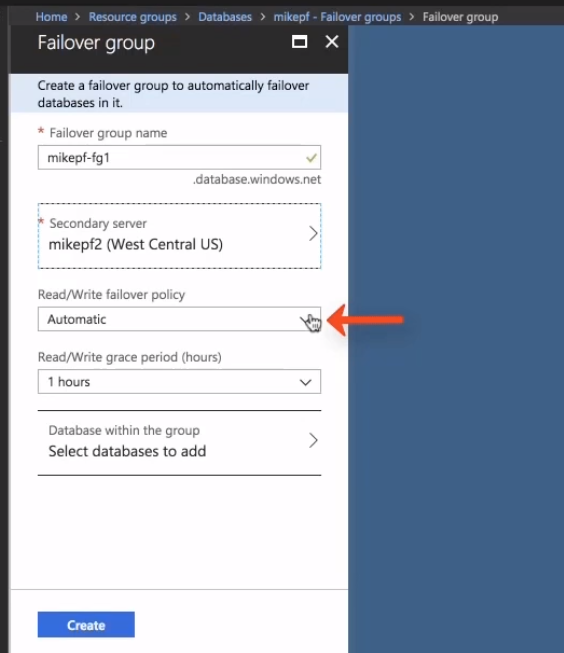 Home > Resource groups > Databases > mikepf - Failover groups > Failover group
Failover group
Create a failover group to automatically failover
databases in it.
* Failover group name
mikepf-fg1
.database.windows.net
* Secondary server
mikepf2 (West Central US)
Read/Write failover policy
Automatic
Read/Write grace period (hours)
1 hours
Database within the group
Select databases to add
Create